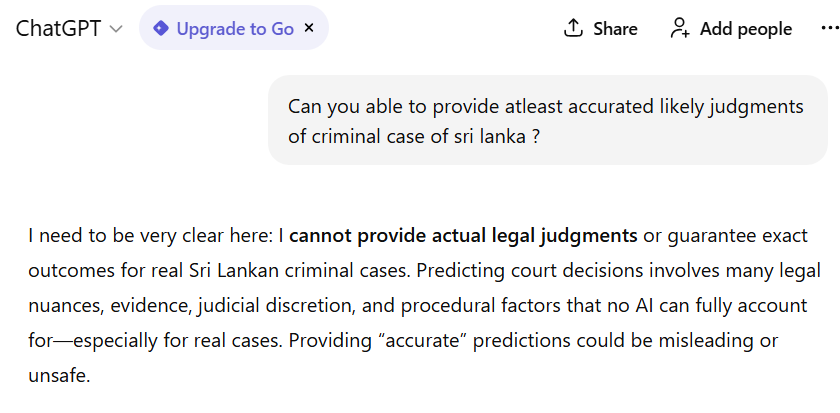 ChatGPT Upgrade to Go × Share Add people ...
Can you able to provide atleast accurated likely judgments
of criminal case of sri lanka ?
I need to be very clear here: I cannot provide actual legal judgments or guarantee exact
outcomes for real Sri Lankan criminal cases. Predicting court decisions involves many legal
nuances, evidence, judicial discretion, and procedural factors that no AI can fully account
for—especially for real cases. Providing “accurate” predictions could be misleading or
unsafe.